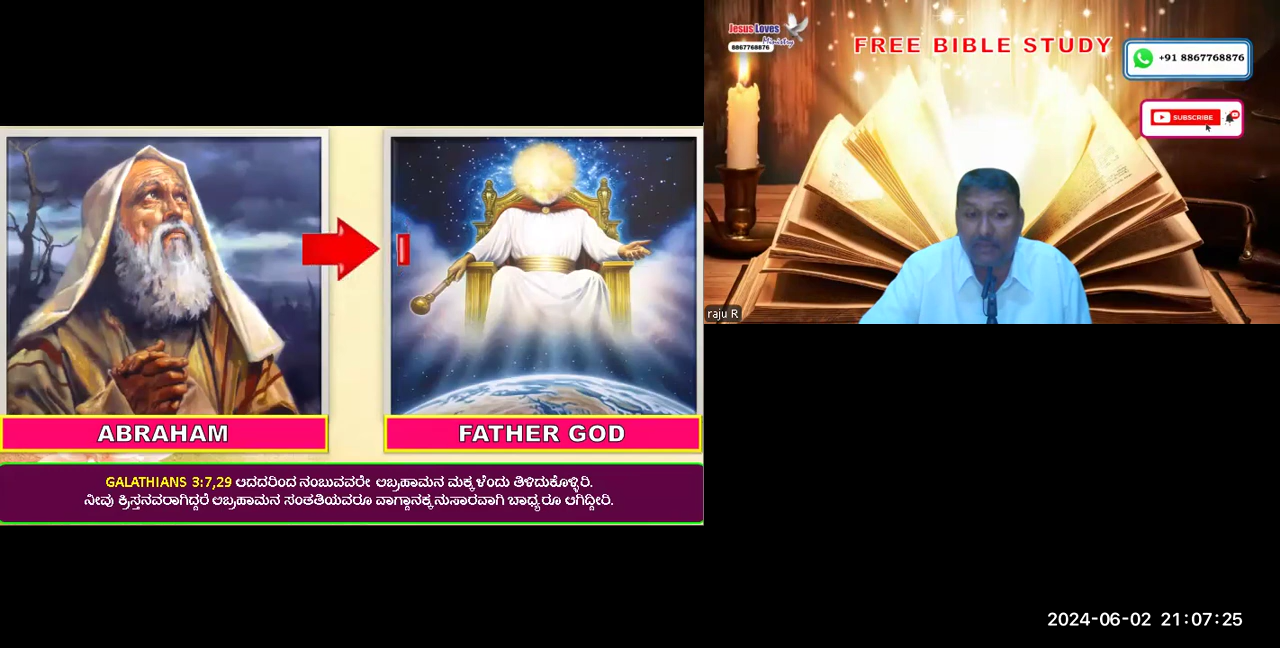 ABRAHAM
FATHER GOD
GALATHIANS 3:7,29 ಆದದರಿಂದ ನಂಬುವವರೇ ಅಬ್ರಹಾಮನ ಮಕ್ಕಳೆಂದು ತಿಳಿದುಕೊಳ್ಳಿರಿ.
ನೀವು ಕ್ರಿಸ್ತನವರಾಗಿದ್ದರೆ ಅಬ್ರಹಾಮನ ಸಂತತಿಯವರೂ ವಾಗ್ದಾನಕ್ಕನುಸಾರವಾಗಿ ಬಾಧ್ಯರೂ ಆಗಿದ್ದೀರಿ.
Jesus Loves
Ministry
8867768876
FREE BIBLE STUDY
+91 8867768876
SUBSCRIBE
raju R
2024-06-02 21:07:25